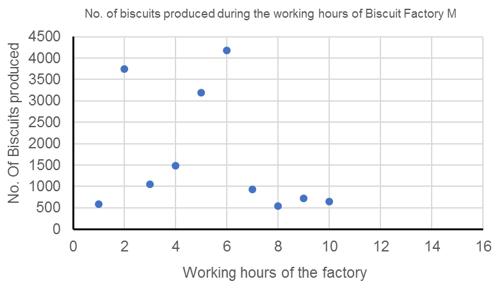 No. of biscuits produced during the working hours of Biscuit Factory M
No. Of Biscuits produced
4500
4000
3500
3000
2500
2000
1500
1000
500
0
0 2 4 6 8 10 12 14 16
Working hours of the factory